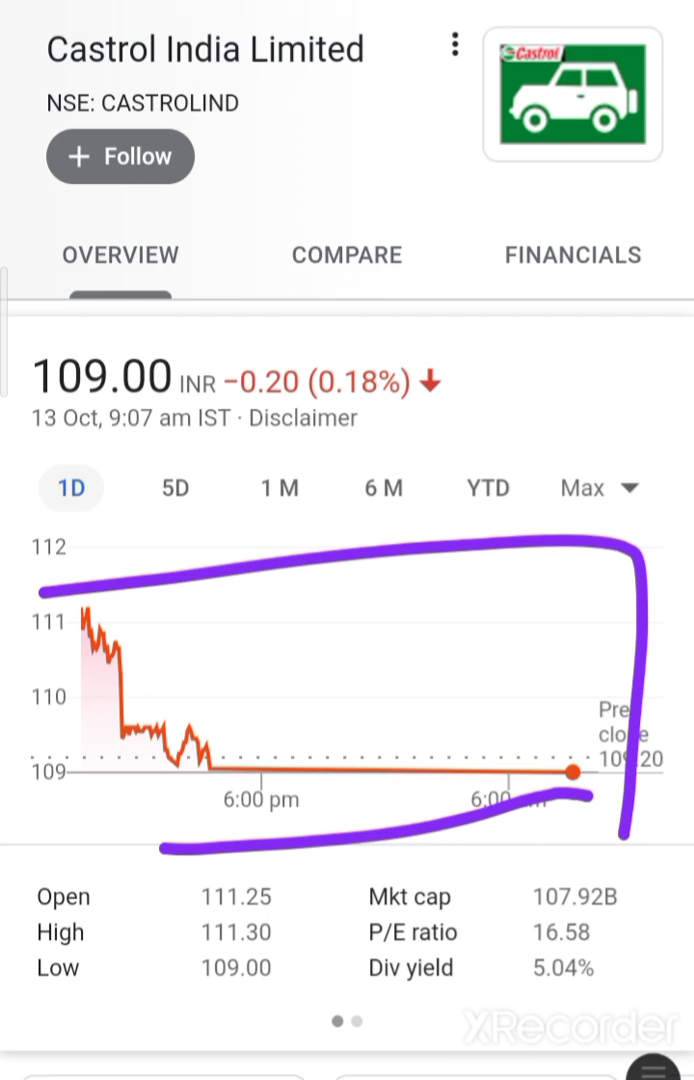 Castrol India Limited
Castrol
NSE: CASTROLIND
+ Follow
OVERVIEW COMPARE FINANCIALS
109.00 INR −0.20 (0.18%)
13 Oct, 9:07 am IST · Disclaimer
1D 5D 1 M 6 M YTD Max
112
111
110
109
6:00 pm
Open 111.25 Mkt cap 107.92B
High 111.30 P/E ratio 16.58
Low 109.00 Div yield 5.04%
XRecorder